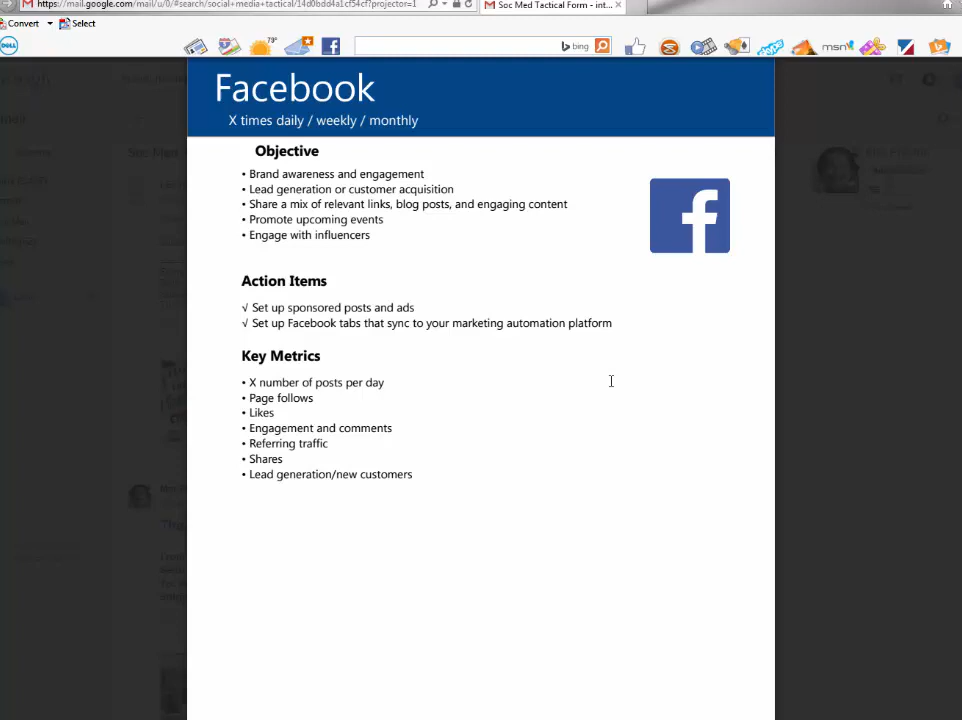 https://mail.google.com/mail/u/0/#search/social+media+tactical/14d0bdd4a1cf54cf?projector=1
Soc Med Tactical Form - int...
Convert
Select
DELL
79°
bing
msn
Facebook
X times daily / weekly / monthly
Objective
• Brand awareness and engagement
• Lead generation or customer acquisition
• Share a mix of relevant links, blog posts, and engaging content
• Promote upcoming events
• Engage with influencers
Action Items
√ Set up sponsored posts and ads
√ Set up Facebook tabs that sync to your marketing automation platform
Key Metrics
• X number of posts per day
• Page follows
• Likes
• Engagement and comments
• Referring traffic
• Shares
• Lead generation/new customers